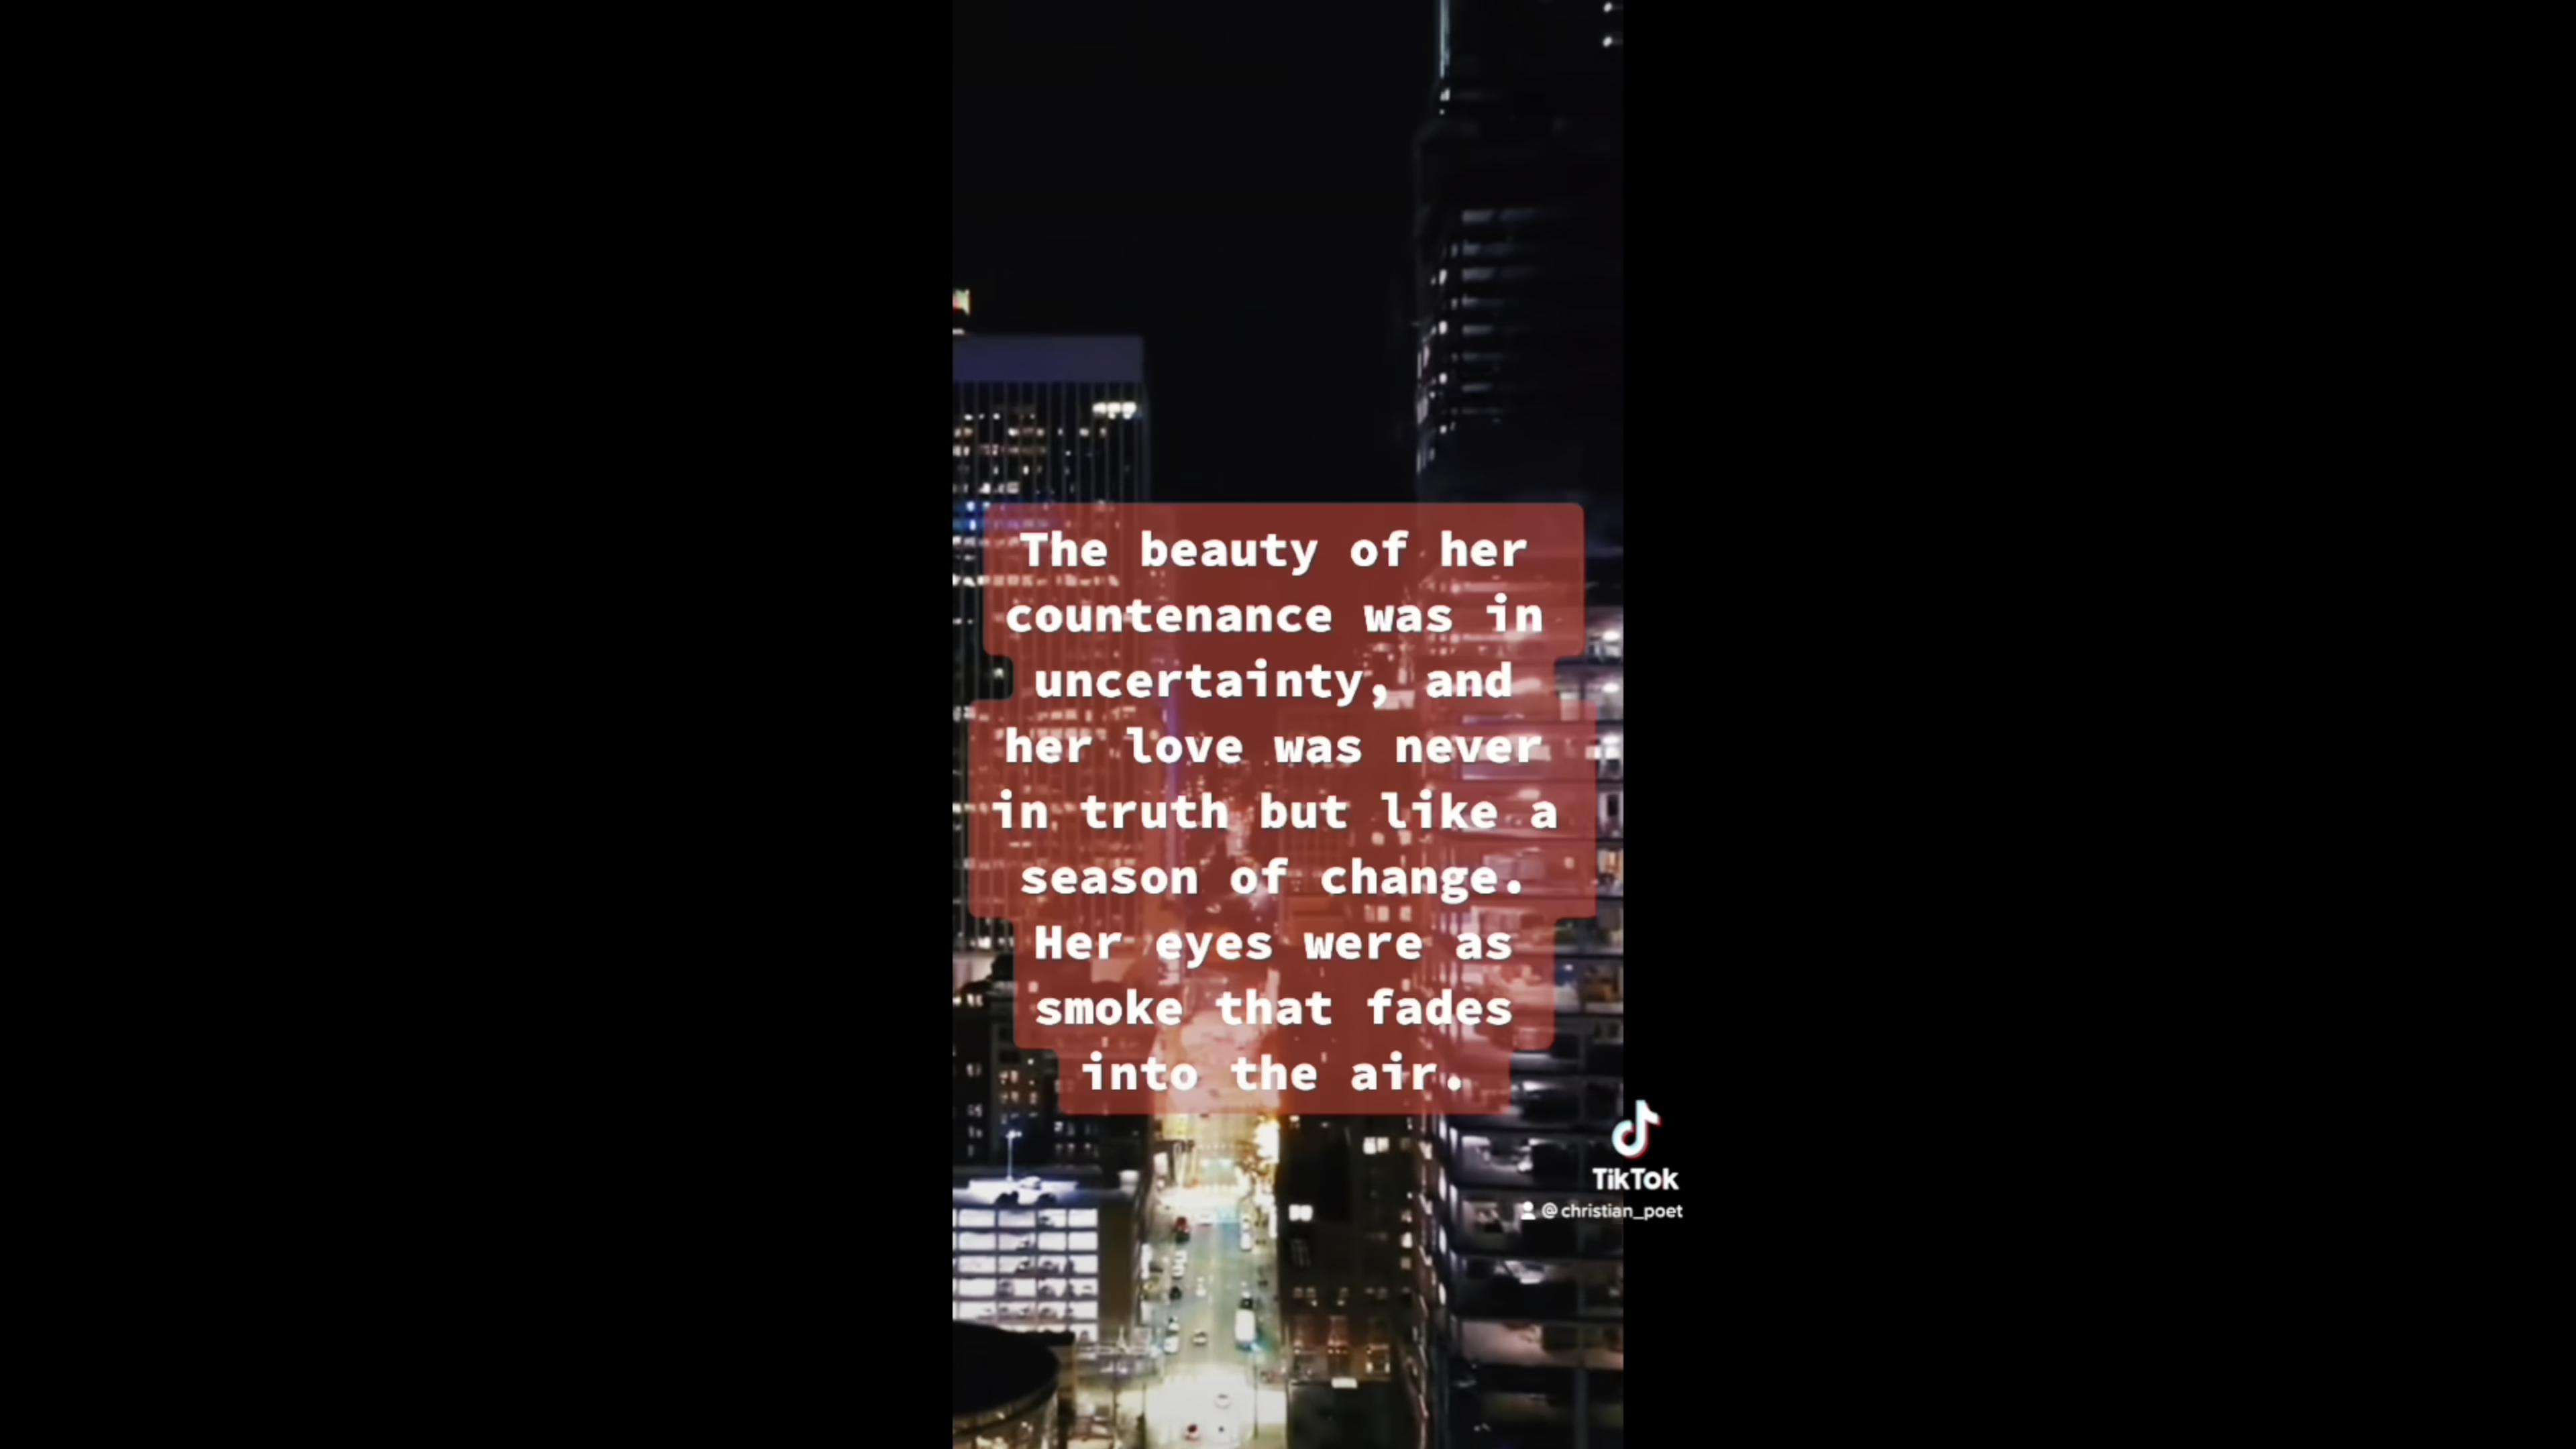 The beauty of her
countenance was in
uncertainty, and
her love was never
in truth but like a
season of change.
Her eyes were as
smoke that fades
into the air.
TikTok
@christian_poet